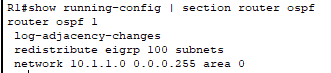 R1#show running-config | section router ospf
router ospf 1
 log-adjacency-changes
 redistribute eigrp 100 subnets
 network 10.1.1.0 0.0.0.255 area 0